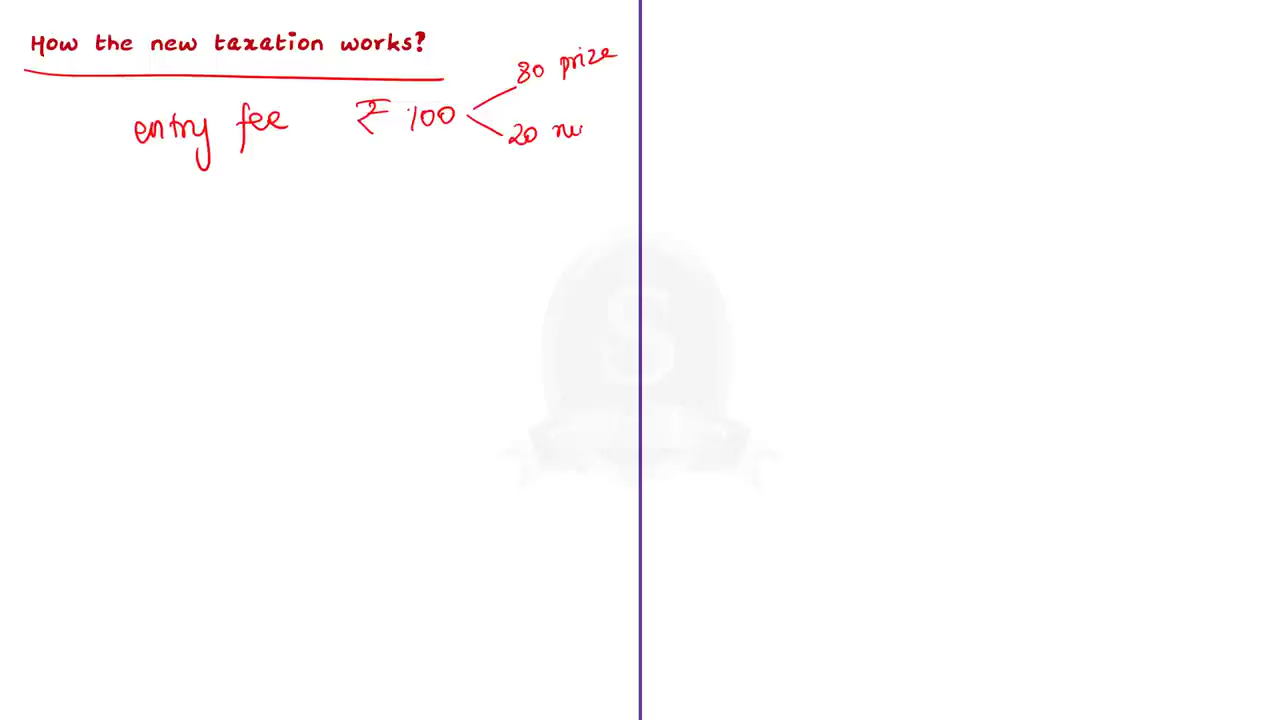 How the new taxation works?
80 prize
entry fee ₹ 100
20